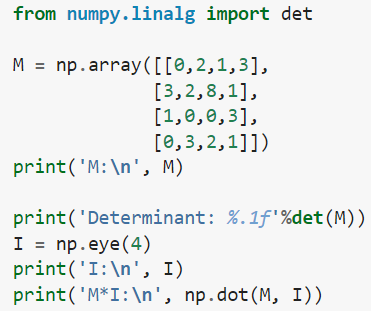 from numpy.linalg import det
M = np.array([[0,2,1,3],
[3,2,8,1],
[1,0,0,3],
[0,3,2,1]])
print('M:\n', M)
print('Determinant: %.1f'%det(M))
I = np.eye(4)
print('I:\n', I)
print('M*I:\n', np.dot(M, I))